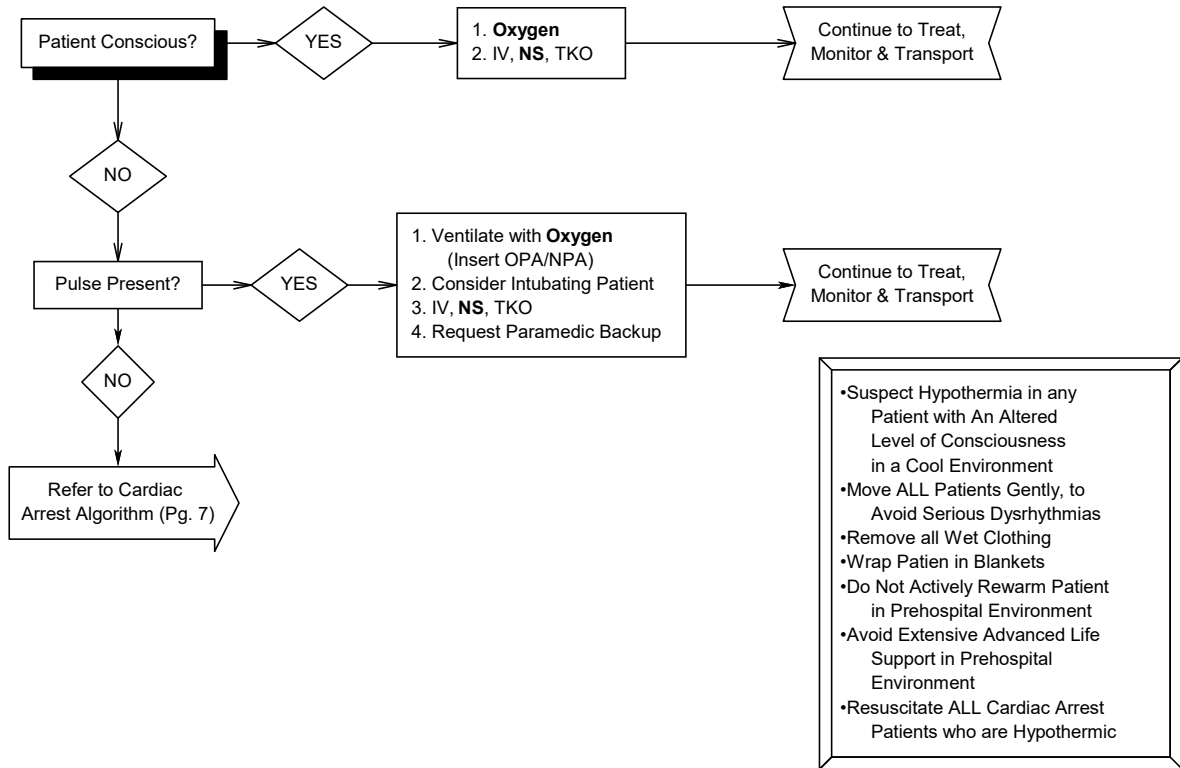 Patient Conscious?
YES
1. Oxygen
2. IV, NS, TKO
Continue to Treat,
Monitor & Transport
NO
Pulse Present?
YES
1. Ventilate with Oxygen
(Insert OPA/NPA)
2. Consider Intubating Patient
3. IV, NS, TKO
4. Request Paramedic Backup
Continue to Treat,
Monitor & Transport
NO
Refer to Cardiac
Arrest Algorithm (Pg. 7)
•Suspect Hypothermia in any
Patient with An Altered
Level of Consciousness
in a Cool Environment
•Move ALL Patients Gently, to
Avoid Serious Dysrhythmias
•Remove all Wet Clothing
•Wrap Patien in Blankets
•Do Not Actively Rewarm Patient
in Prehospital Environment
•Avoid Extensive Advanced Life
Support in Prehospital
Environment
•Resuscitate ALL Cardiac Arrest
Patients who are Hypothermic